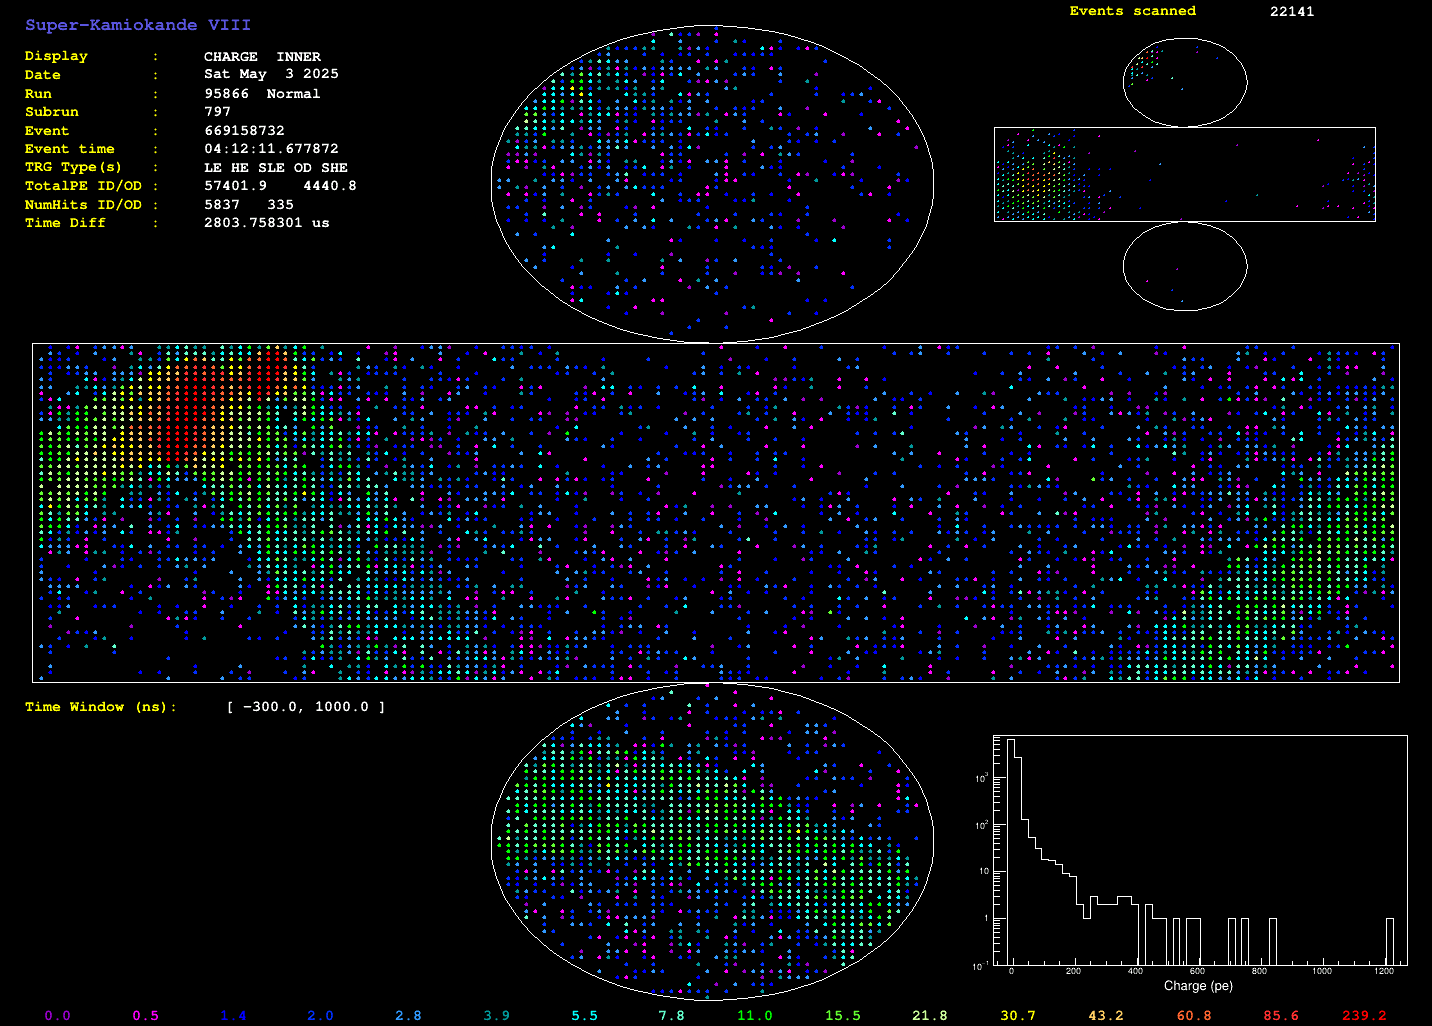 Super-Kamiokande VIII
Display : CHARGE INNER
Date : Sat May 3 2025
Run : 95866 Normal
Subrun : 797
Event : 669158732
Event time : 04:12:11.677872
TRG Type(s) : LE HE SLE OD SHE
TotalPE ID/OD : 57401.9 4440.8
NumHits ID/OD : 5837 335
Time Diff : 2803.758301 us
Events scanned 22141
Time Window (ns): [ -300.0, 1000.0 ]
10^3
10^2
10
1
10^-1
0 200 400 600 800 1000 1200
Charge (pe)
0.0 0.5 1.4 2.0 2.8 3.9 5.5 7.8 11.0 15.5 21.8 30.7 43.2 60.8 85.6 239.2